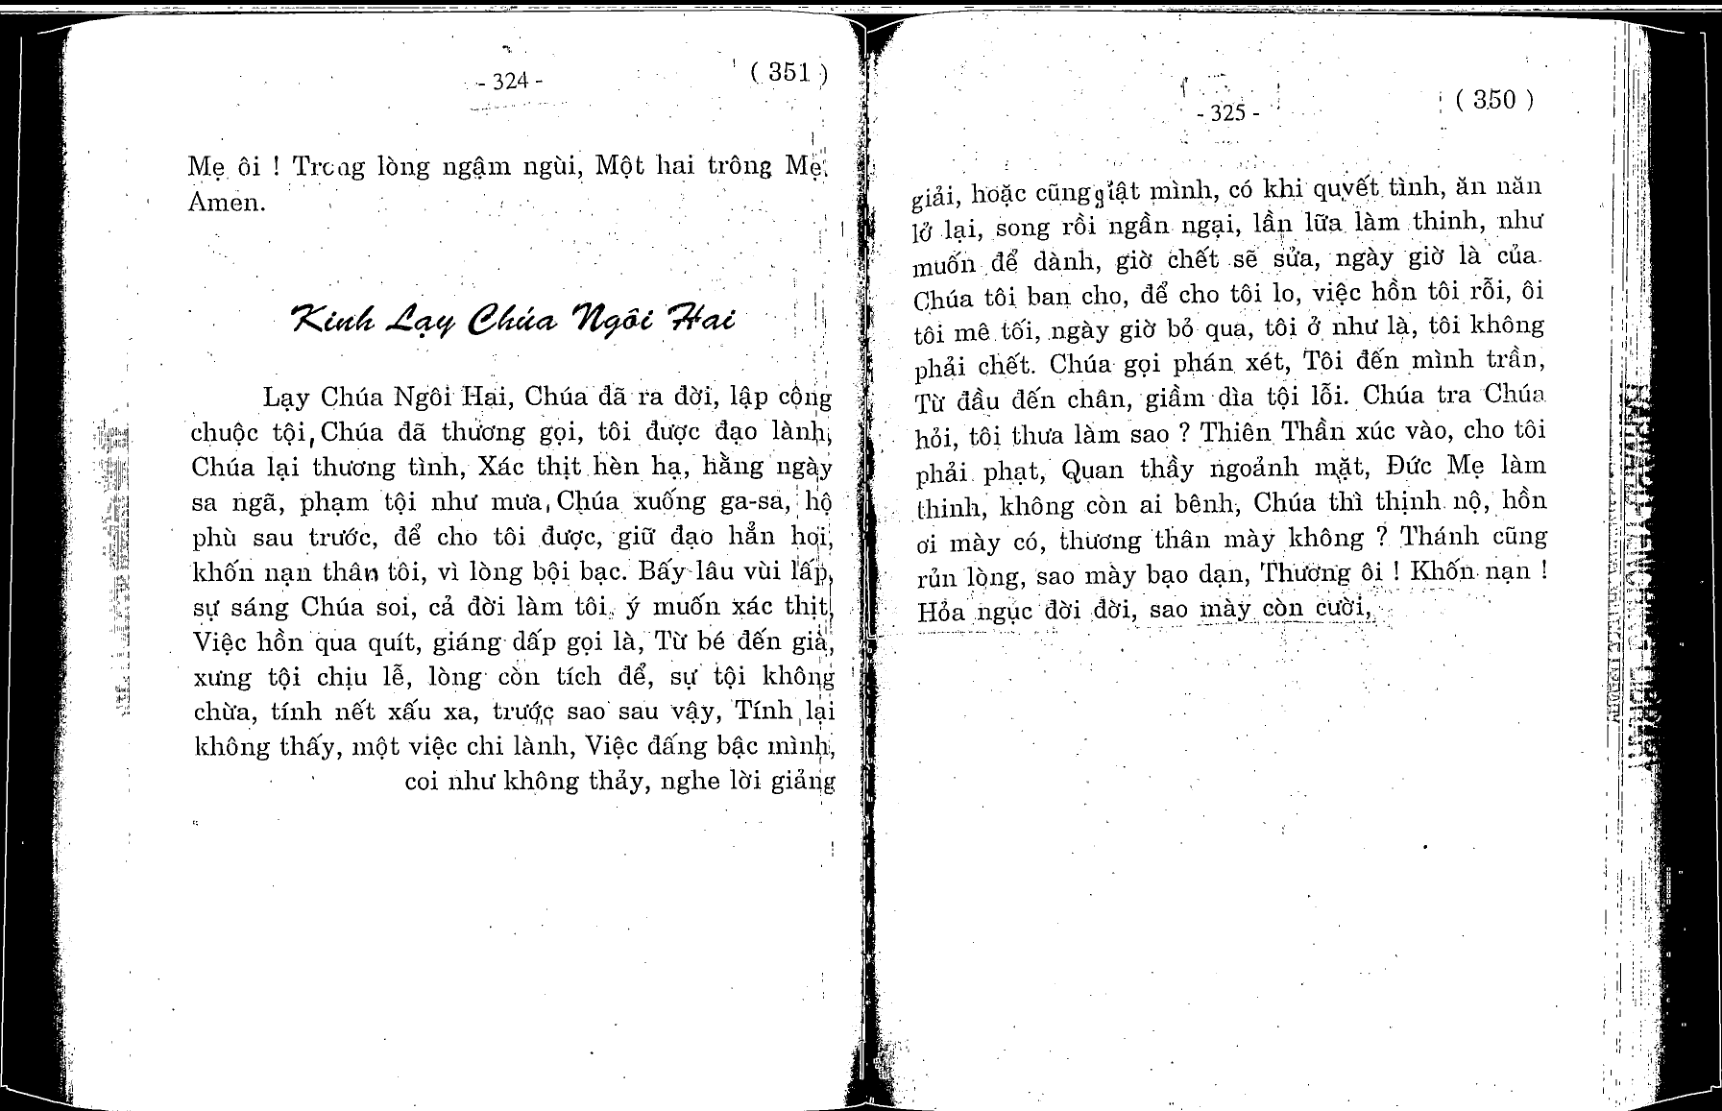 - 324 -
( 351 )
Mẹ ôi ! Trong lòng ngậm ngùi, Một hai trông Mẹ.
Amen.
Kinh Lạy Chúa Ngôi Hai
Lạy Chúa Ngôi Hai, Chúa đã ra đời, lập công
chuộc tội, Chúa đã thương gọi, tôi được đạo lành,
Chúa lại thương tình, Xác thịt hèn hạ, hằng ngày
sa ngã, phạm tội như mưa, Chúa xuống ga-sa, hộ
phù sau trước, để cho tôi được, giữ đạo hẳn họi,
khốn nạn thân tôi, vì lòng bội bạc. Bấy lâu vùi lấp,
sự sáng Chúa soi, cả đời làm tôi, ý muốn xác thịt,
Việc hồn qua quít, giáng dấp gọi là, Từ bé đến già,
xưng tội chịu lễ, lòng còn tích để, sự tội không
chừa, tính nết xấu xa, trước sao sau vậy, Tính lại
không thấy, một việc chi lành, Việc đấng bậc mình,
coi như không thảy, nghe lời giảng
- 325 -
( 350 )
giải, hoặc cũng giật mình, có khi quyết tình, ăn năn
lở lại, song rồi ngần ngại, lần lữa làm thinh, như
muốn để dành, giờ chết sẽ sửa, ngày giờ là của
Chúa tôi ban cho, để cho tôi lo, việc hồn tôi rỗi, ôi
tôi mê tối, ngày giờ bỏ qua, tôi ở như là, tôi không
phải chết. Chúa gọi phán xét, Tôi đến mình trần,
Từ đầu đến chân, giầm dìa tội lỗi. Chúa tra Chúa
hỏi, tôi thưa làm sao ? Thiên Thần xúc vào, cho tôi
phải phạt, Quan thầy ngoảnh mặt, Đức Mẹ làm
thinh, không còn ai bênh, Chúa thì thịnh nộ, hồn
ơi mày có, thương thân mày không ? Thánh cũng
rủn lòng, sao mày bạo dạn, Thương ôi ! Khốn nạn !
Hỏa ngục đời đời, sao mày còn cười,